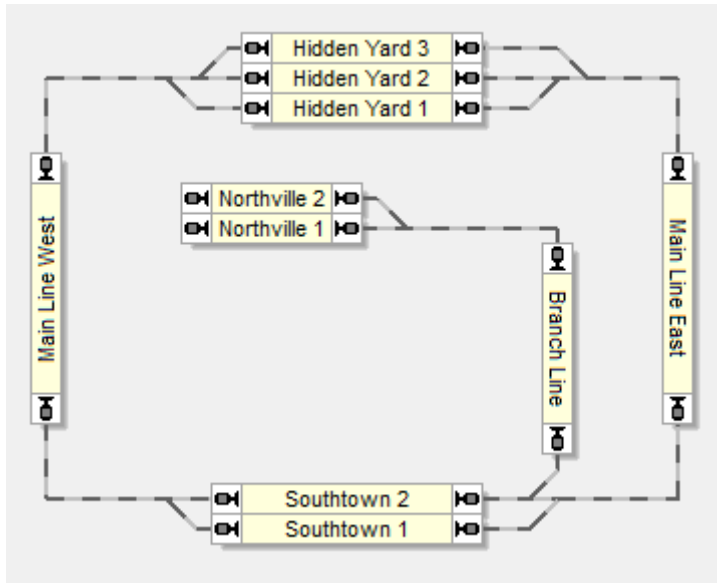 Hidden Yard 3
Hidden Yard 2
Hidden Yard 1
Northville 2
Northville 1
Main Line West
Branch Line
Main Line East
Southtown 2
Southtown 1